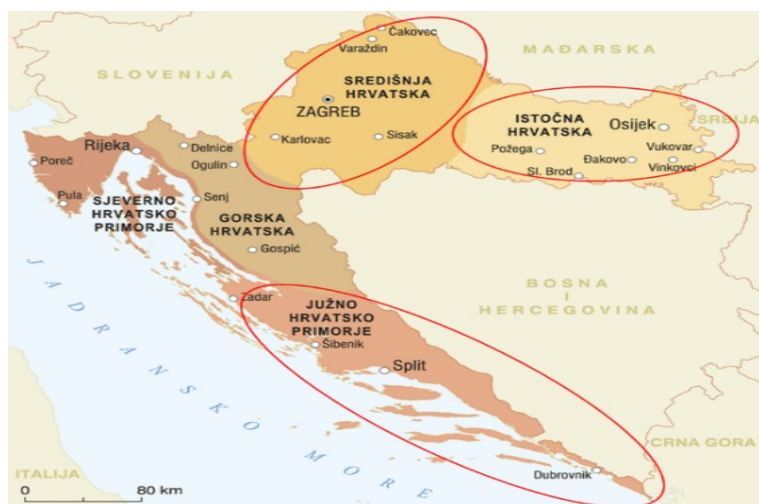 Čakovec
Varaždin
MAĐARSKA
SLOVENIJA
SREDIŠNJA
HRVATSKA
ZAGREB
ISTOČNA
HRVATSKA
Osijek
SRBIJA
Rijeka
Delnice
Karlovac
Sisak
Požega
Vukovar
Poreč
Ogulin
Đakovo
Vinkovci
Sl. Brod
Pula
Senj
SJEVERNO
HRVATSKO
PRIMORJE
GORSKA
HRVATSKA
Gospić
BOSNA
I
HERCEGOVINA
Zadar
JUŽNO
HRVATSKO
PRIMORJE
Šibenik
Split
JADRANSKO MORE
CRNA GORA
Dubrovnik
ITALIJA
0 80 km